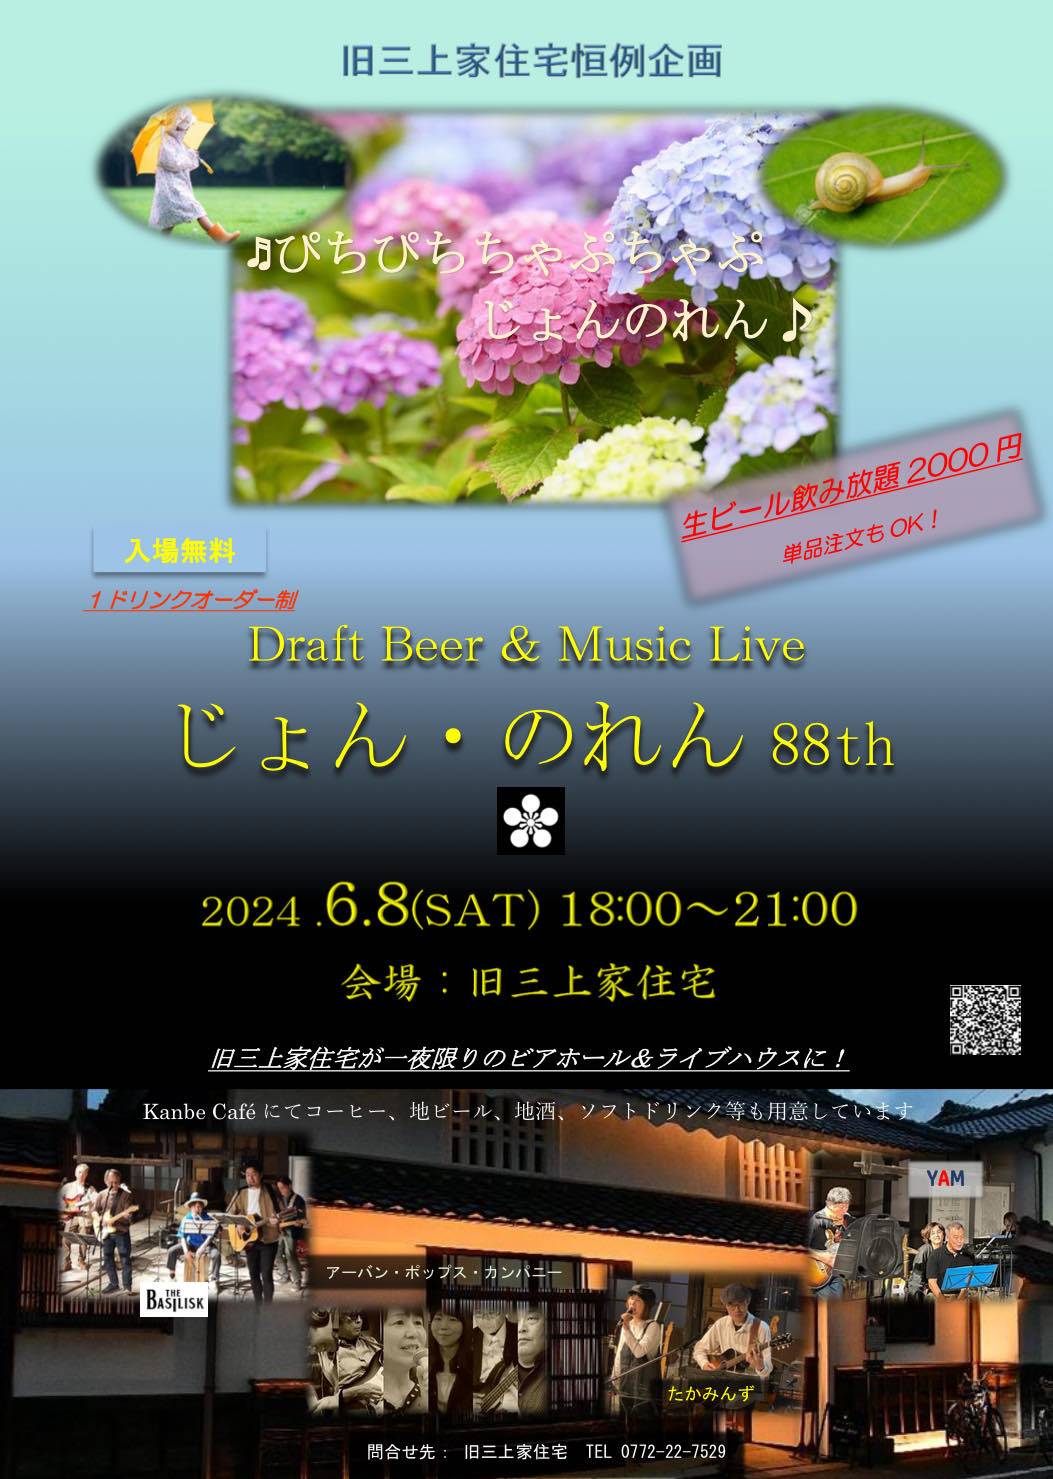 旧三上家住宅恒例企画
♬ぴちぴちちゃぷちゃぷ
じょんのれん♪
生ビール飲み放題 2000 円
単品注文も OK！
入場無料
１ドリンクオーダー制
Draft Beer & Music Live
じょん・のれん 88th
2024 .6.8(SAT) 18:00～21:00
会場：旧三上家住宅
旧三上家住宅が一夜限りのビアホール＆ライブハウスに！
Kanbe Café にてコーヒー、地ビール、地酒、ソフトドリンク等も用意しています
YAM
アーバン・ポップス・カンパニー
THE
BASILISK
たかみんず
問合せ先： 旧三上家住宅 TEL 0772-22-7529